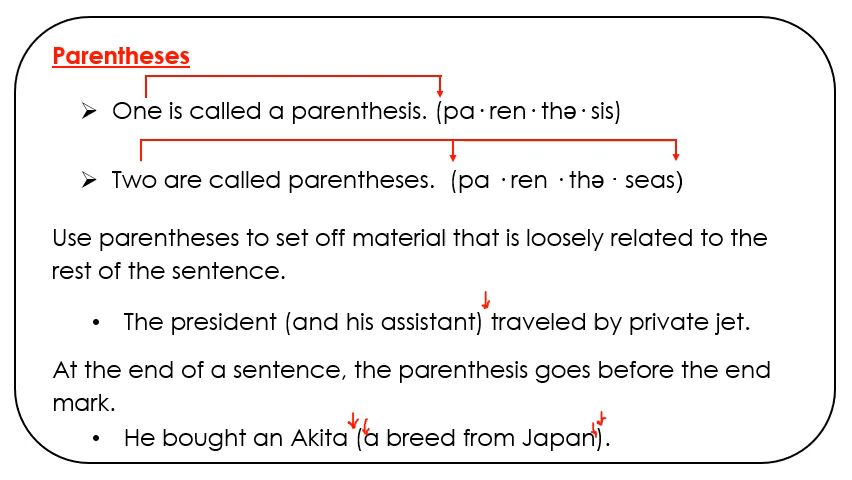 Parentheses
➢ One is called a parenthesis. (pa·ren·thə·sis)
➢ Two are called parentheses. (pa ·ren ·thə · seas)
Use parentheses to set off material that is loosely related to the
rest of the sentence.
• The president (and his assistant) traveled by private jet.
At the end of a sentence, the parenthesis goes before the end
mark.
• He bought an Akita (a breed from Japan).